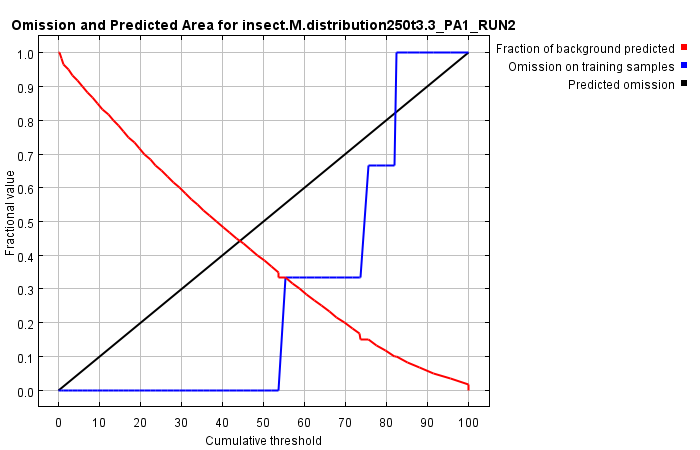 Omission and Predicted Area for insect.M.distribution250t3.3_PA1_RUN2
Fraction of background predicted
Omission on training samples
Predicted omission
Fractional value
1.0
0.9
0.8
0.7
0.6
0.5
0.4
0.3
0.2
0.1
0.0
0 10 20 30 40 50 60 70 80 90 100
Cumulative threshold